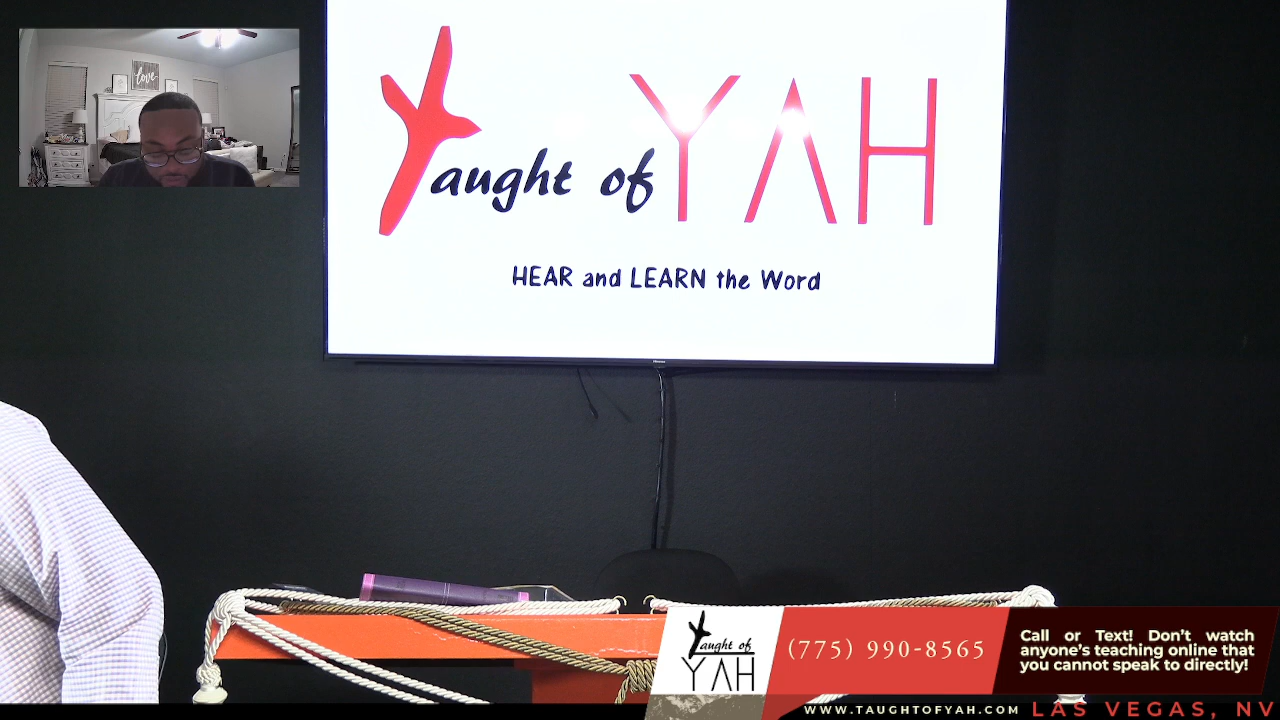 love
Taught of YAH
HEAR and LEARN the Word
Hisense
Taught of
YAH
(775) 990-8565
Call or Text! Don't watch
anyone's teaching online that
you cannot speak to directly!
WWW.TAUGHTOFYAH.COM LAS VEGAS, NV